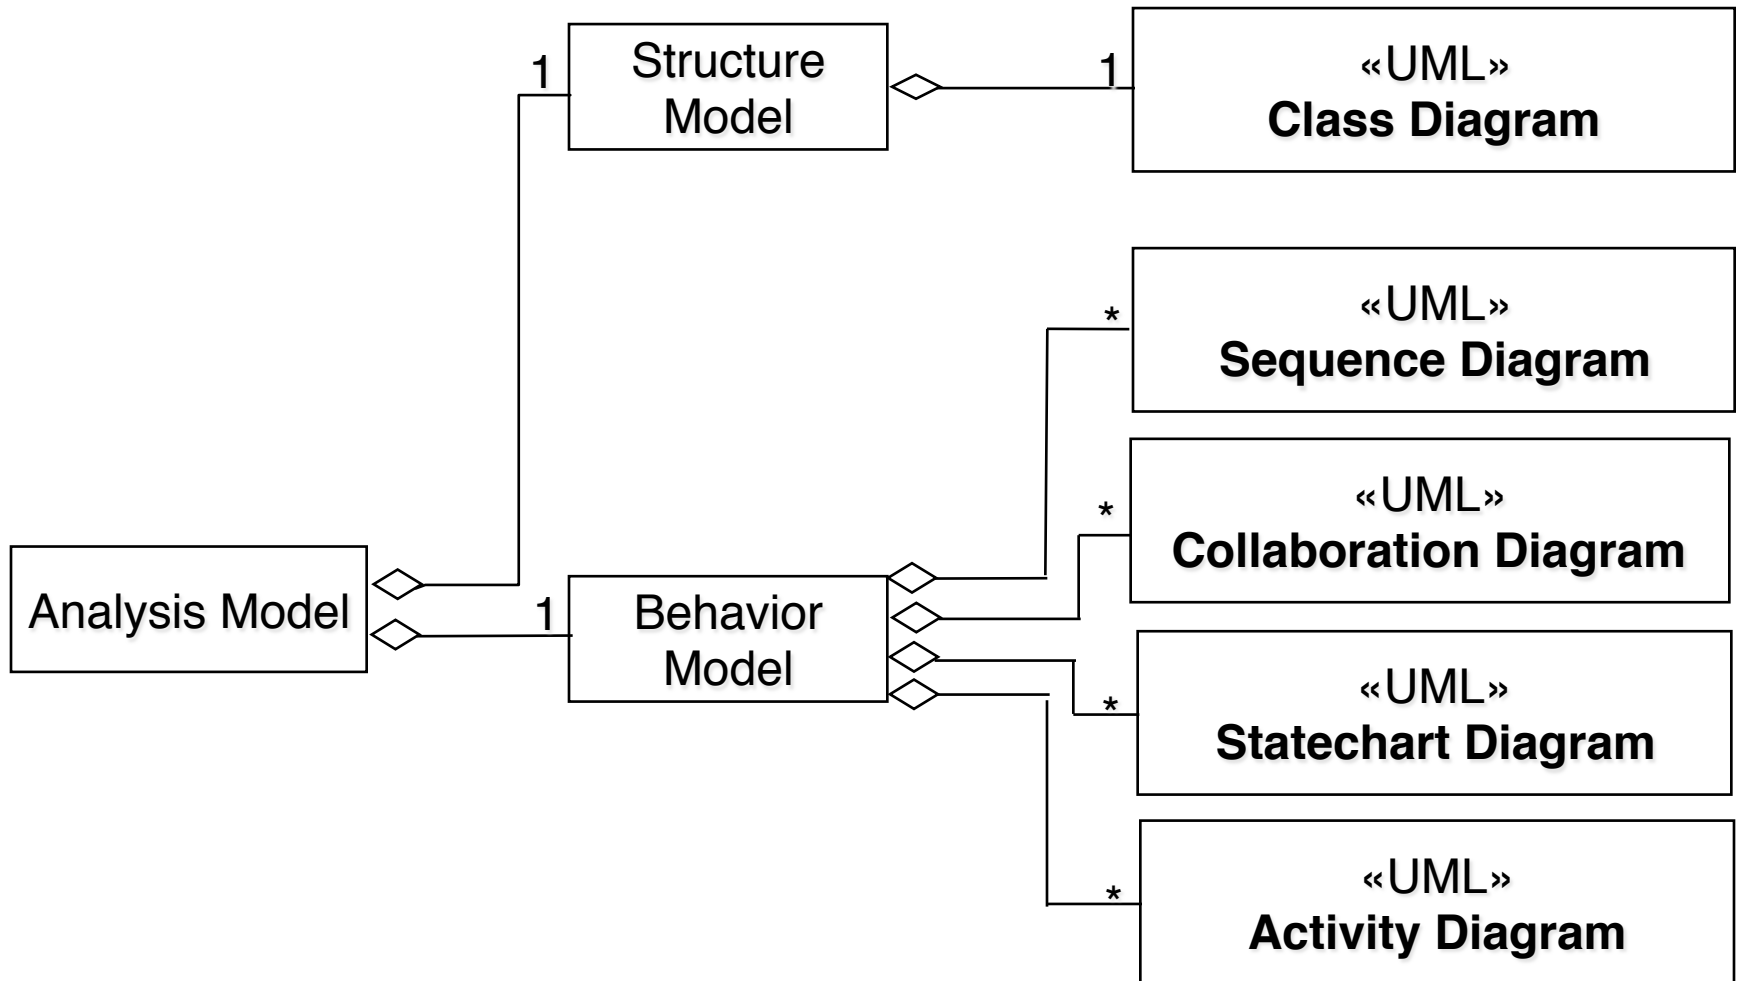 1
Structure
Model
1
«UML»
Class Diagram
*
«UML»
Sequence Diagram
*
«UML»
Collaboration Diagram
Analysis Model
1
Behavior
Model
*
«UML»
Statechart Diagram
*
«UML»
Activity Diagram